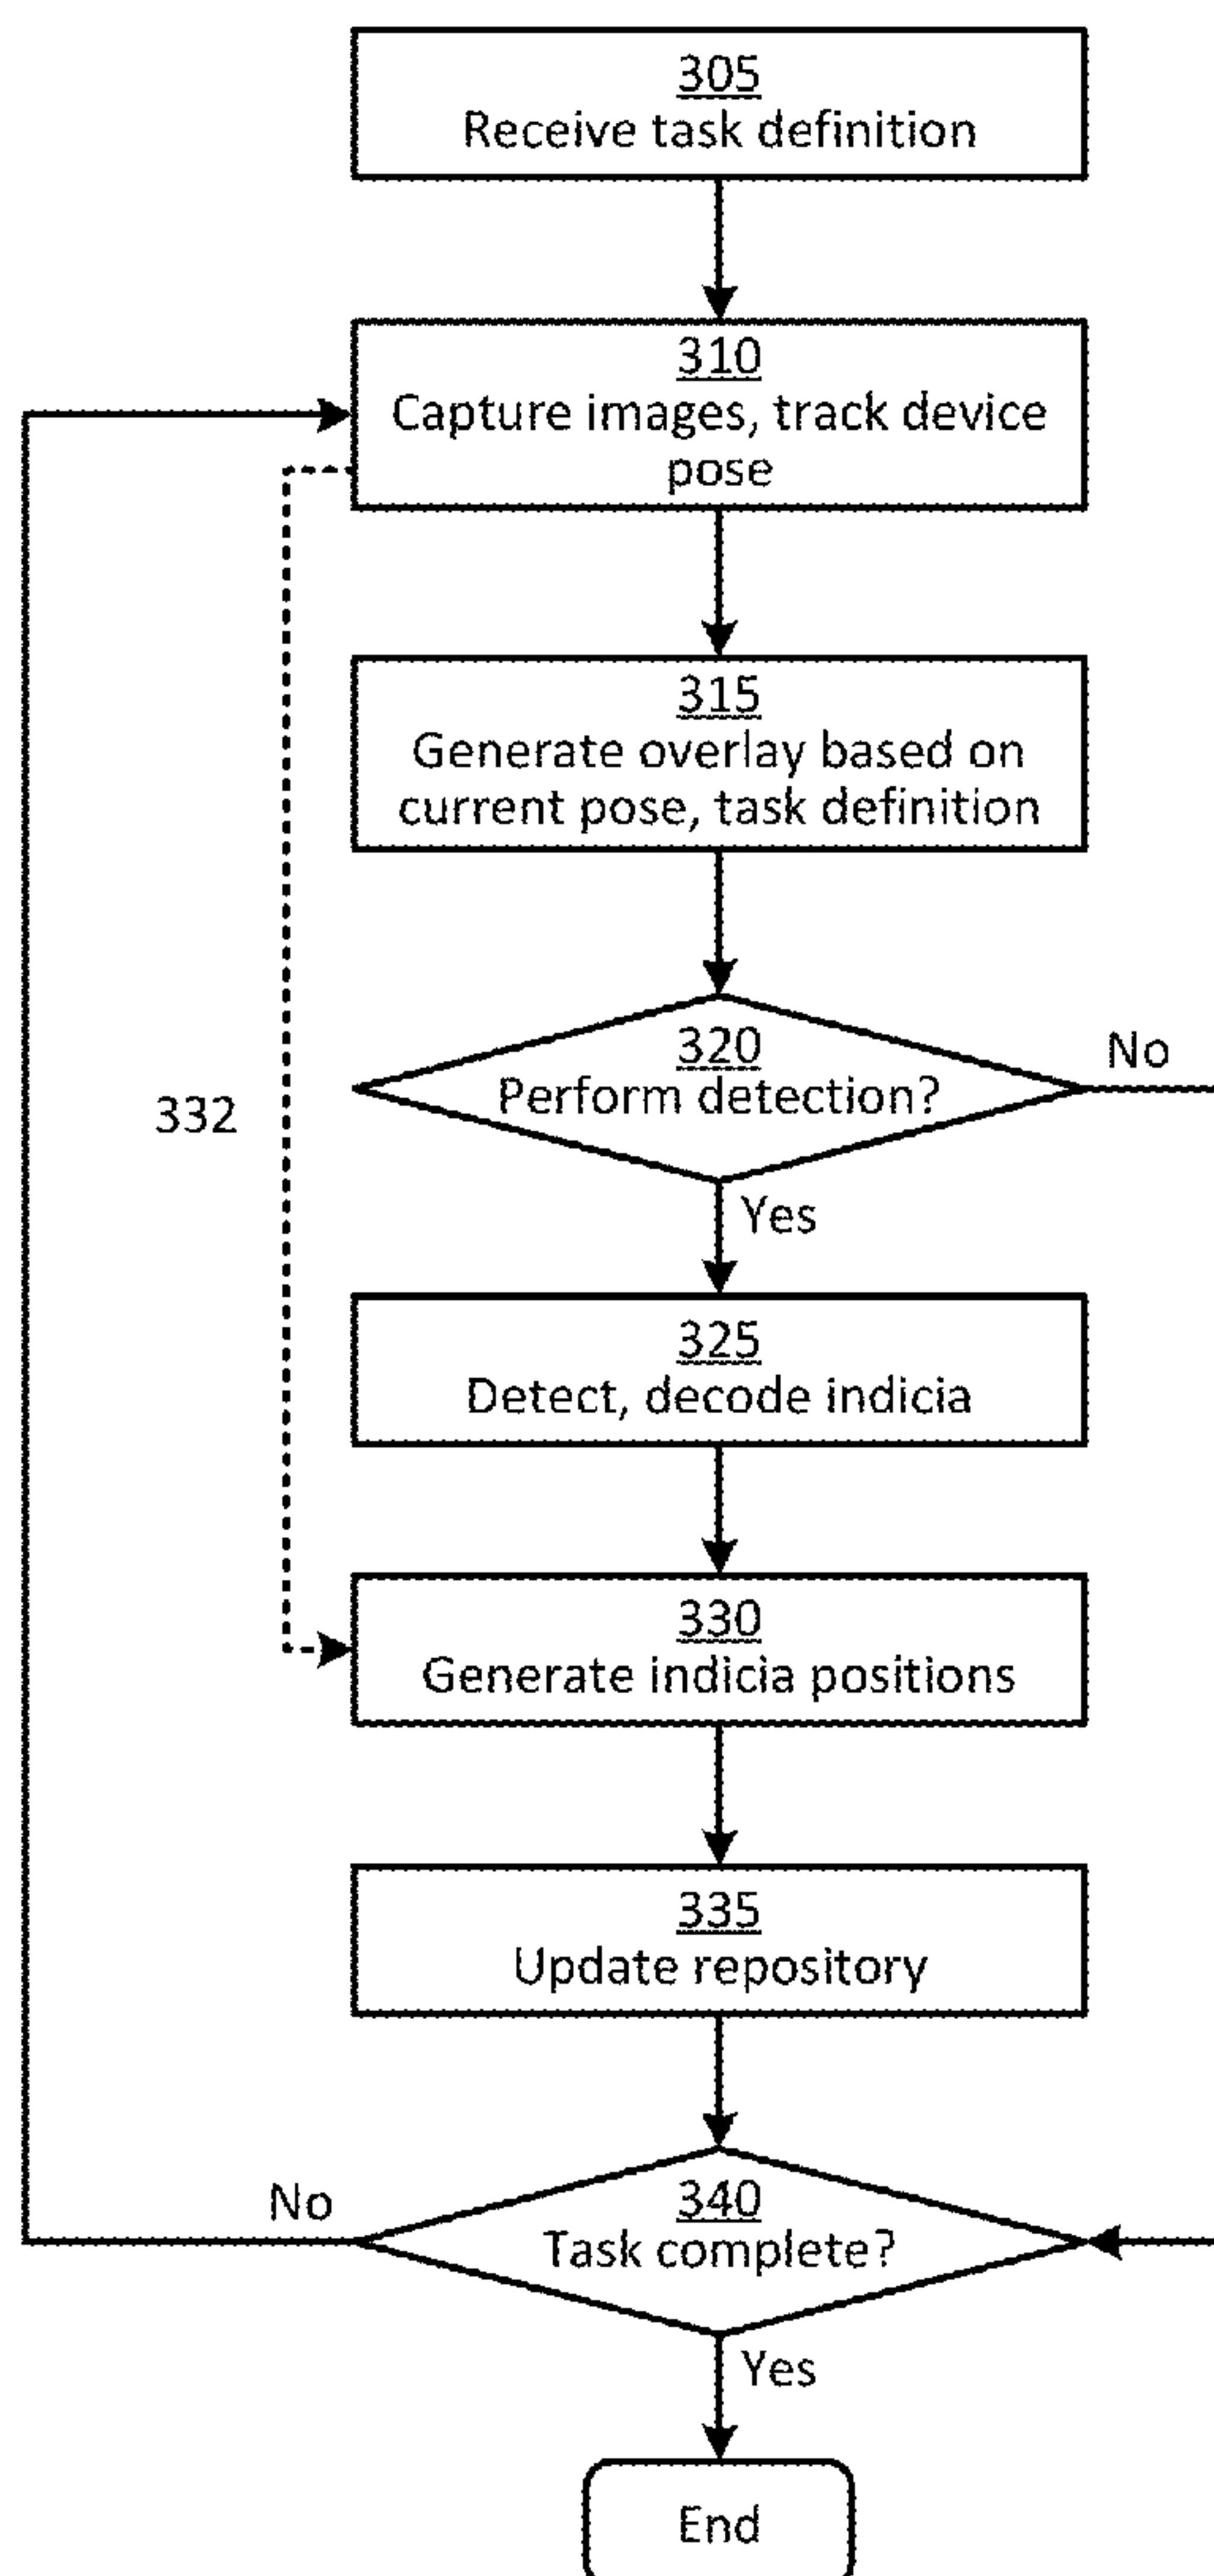 305
Receive task definition
310
Capture images, track device
pose
315
Generate overlay based on
current pose, task definition
320
Perform detection?
No
332
Yes
325
Detect, decode indicia
330
Generate indicia positions
335
Update repository
No
340
Task complete?
Yes
End